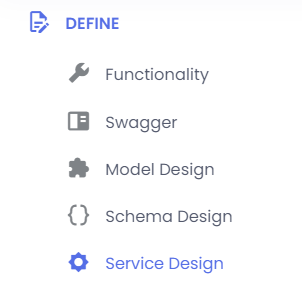 DEFINE
Functionality
Swagger
Model Design
Schema Design
Service Design